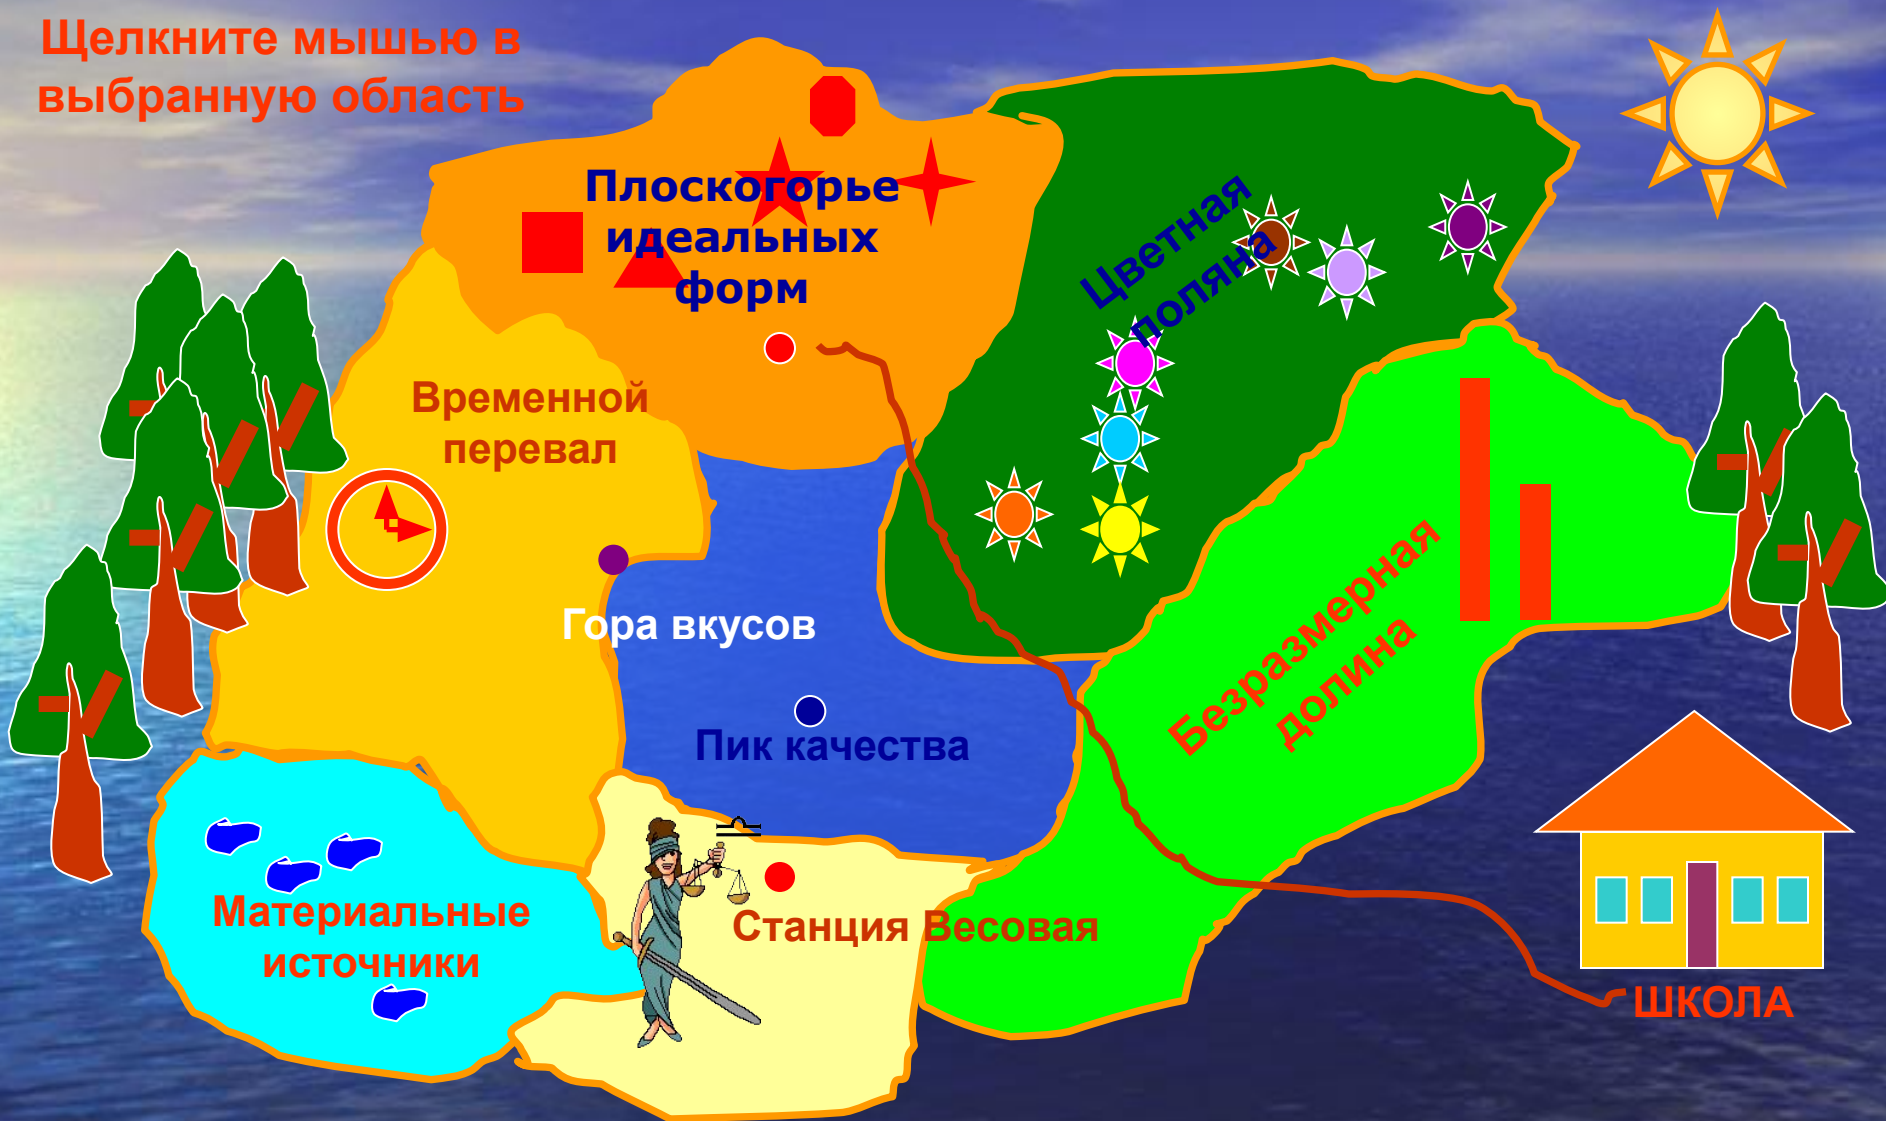 Щелкните мышью в
выбранную область
Плоскогорье
идеальных
форм
Цветная
поляна
Временной
перевал
Гора вкусов
Пик качества
Безразмерная
долина
Материальные
источники
Станция Весовая
ШКОЛА